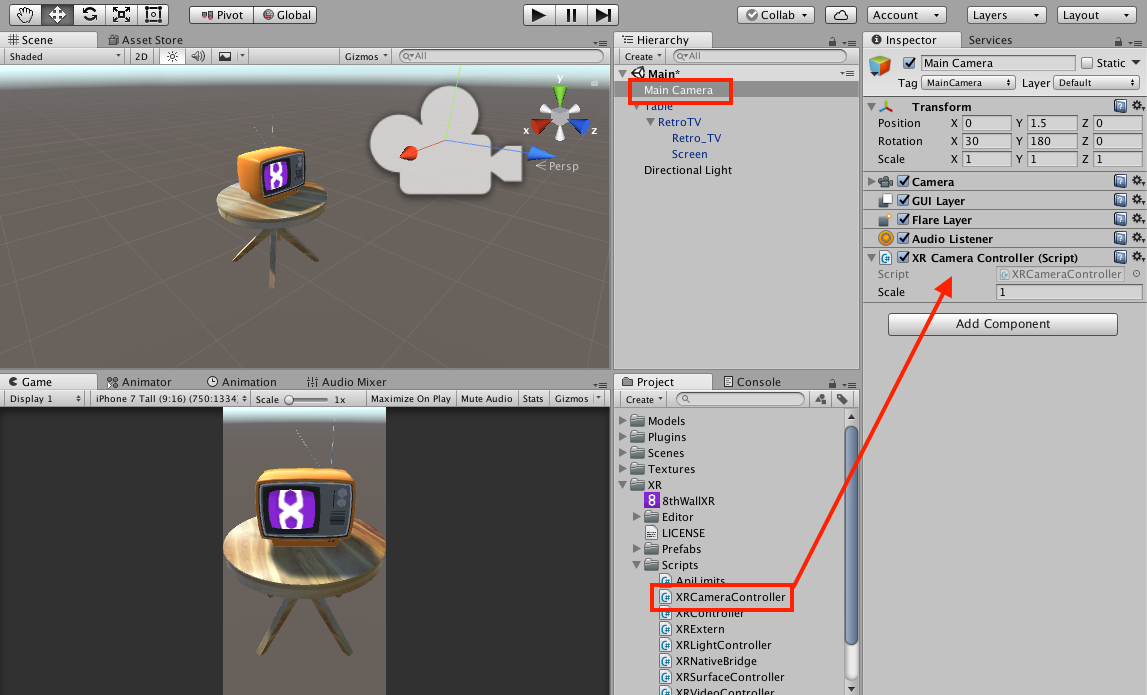 Pivot Global Collab Account Layers Layout
Scene Asset Store
Shaded 2D Gizmos All
y
x z
Persp
Hierarchy
Create All
Main*
Main Camera
Table
RetroTV
Retro_TV
Screen
Directional Light
Inspector Services
Main Camera Static
Tag MainCamera Layer Default
Transform
Position X 0 Y 1.5 Z 0
Rotation X 30 Y 180 Z 0
Scale X 1 Y 1 Z 1
Camera
GUI Layer
Flare Layer
Audio Listener
XR Camera Controller (Script)
Script XRCameraController
Scale 1
Add Component
Game Animator Animation Audio Mixer
Display 1 iPhone 7 Tall (9:16) (750:1334) Scale 1x Maximize On Play Mute Audio Stats Gizmos
Project Console
Create
Models
Plugins
Scenes
Textures
XR
8 8thWallXR
Editor
LICENSE
Prefabs
Scripts
ApiLimits
XRCameraController
XRController
XRExtern
XRLightController
XRNativeBridge
XRSurfaceController
XRVideoController